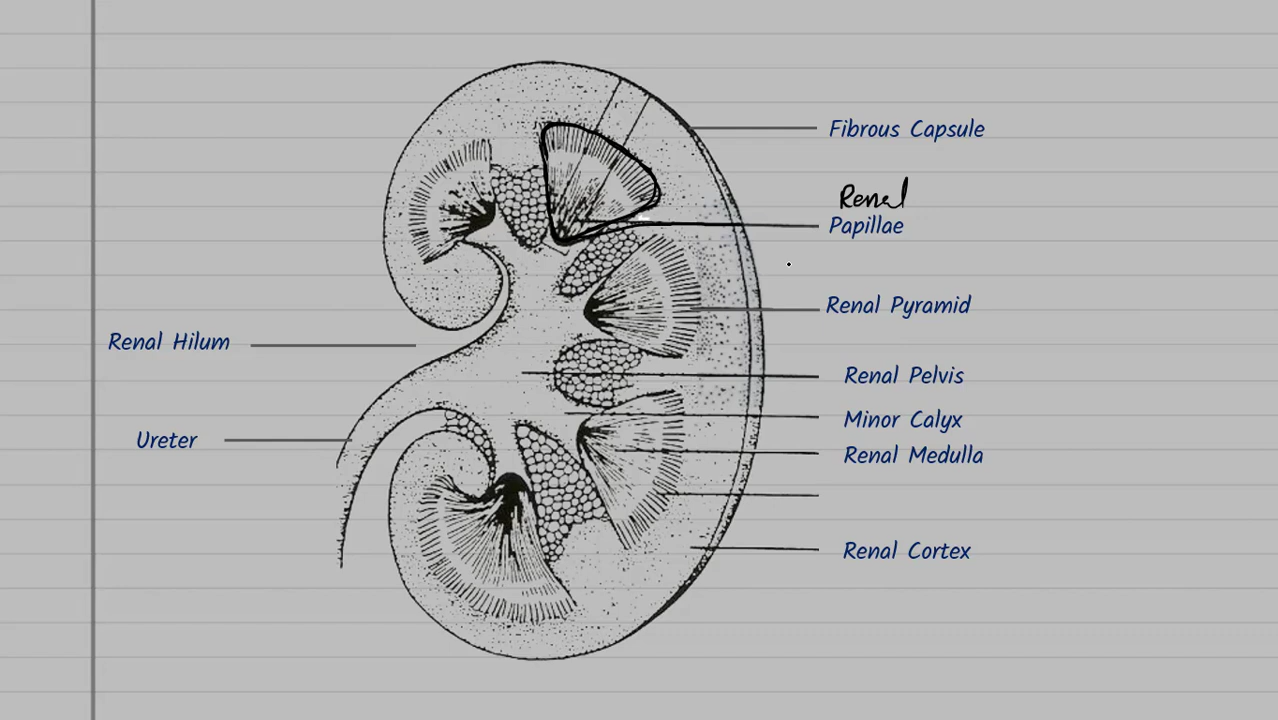 Fibrous Capsule
Renal
Papillae
Renal Pyramid
Renal Hilum
Renal Pelvis
Minor Calyx
Ureter
Renal Medulla
Renal Cortex